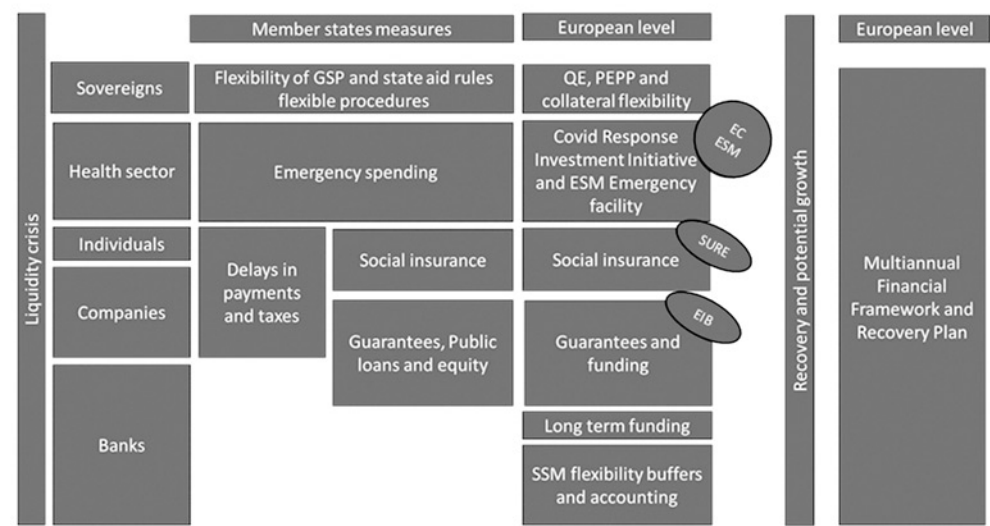 Member states measures
European level
European level
Liquidity crisis
Sovereigns
Flexibility of GSP and state aid rules
flexible procedures
QE, PEPP and
collateral flexibility
EC
ESM
Health sector
Emergency spending
Covid Response
Investment Initiative
and ESM Emergency
facility
Individuals
Companies
Delays in
payments
and taxes
Social insurance
Social insurance
SURE
Guarantees, Public
loans and equity
Guarantees and
funding
EIB
Banks
Long term funding
SSM flexibility buffers
and accounting
Recovery and potential growth
Multiannual
Financial
Framework and
Recovery Plan